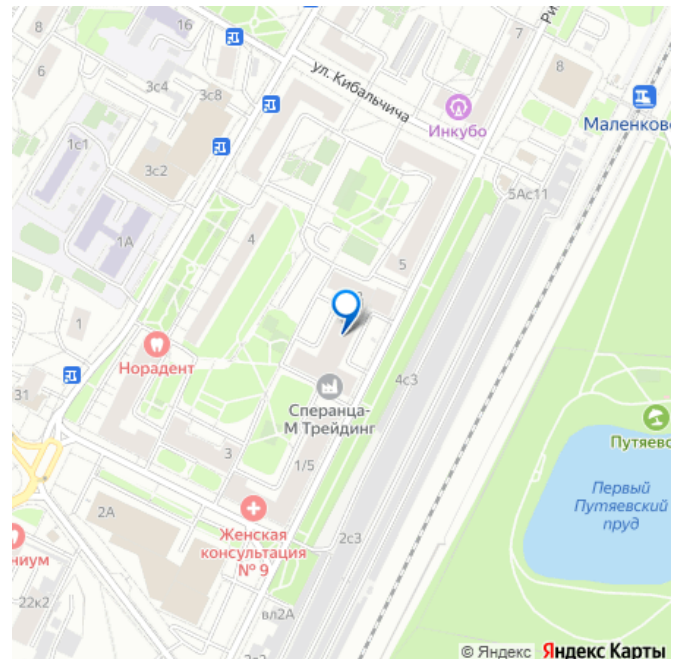 8
16
6
3с4
3с8
ул. Кибальчича
7
8
Инкубо
Маленково
1с1
3с2
5Ас11
1А
4
5
1
Норадент
4с3
31
Сперанца-
М Трейдинг
Путяевс
3
1/5
Первый
Путяевский
пруд
2А
Женская
консультация
№ 9
2с3
ниум
22к2
вл2А
© Яндекс Яндекс Карты